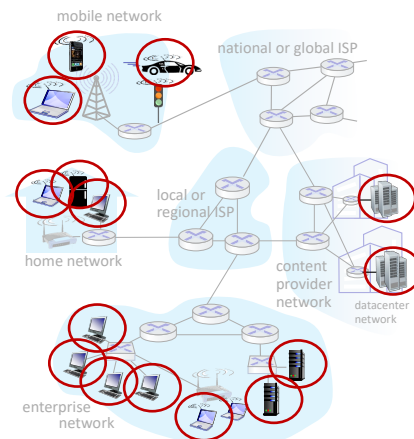 mobile network
national or global ISP
local or
regional ISP
home network
content
provider
network
datacenter
network
enterprise
network